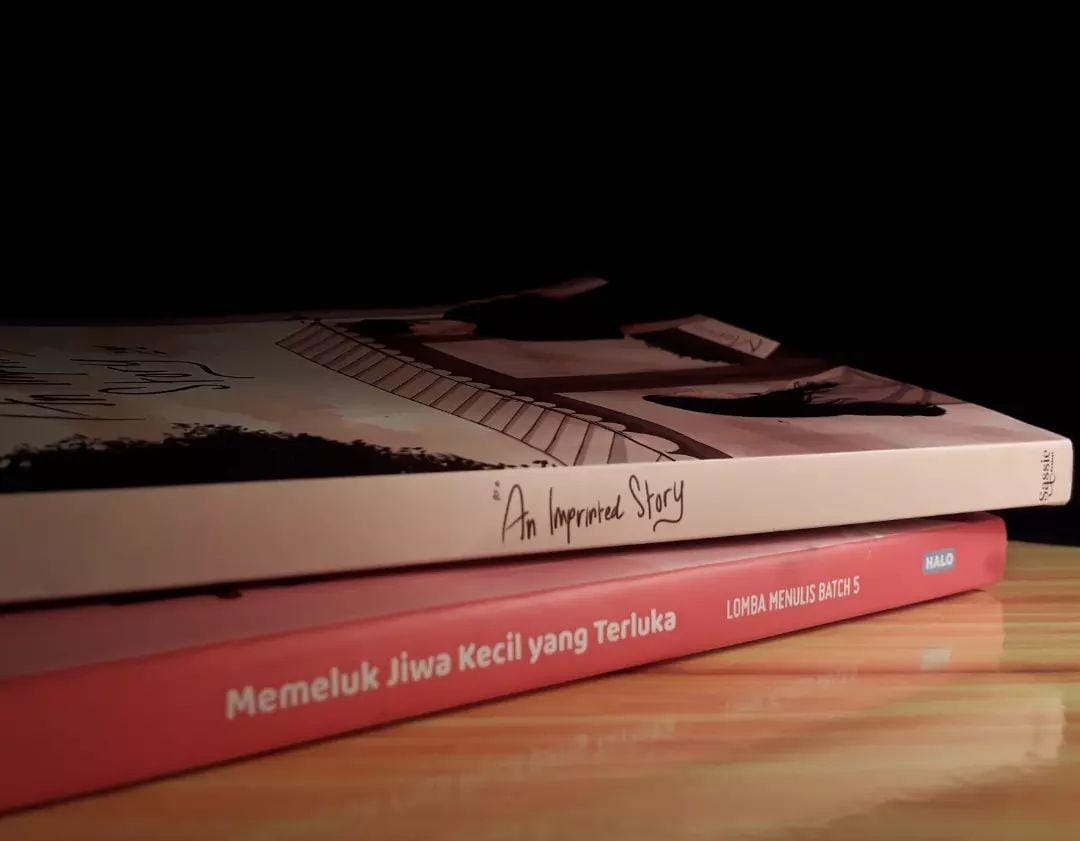 An Imprinted Story
Sassie
Memeluk Jiwa Kecil yang Terluka
LOMBA MENULIS BATCH 5
HALO